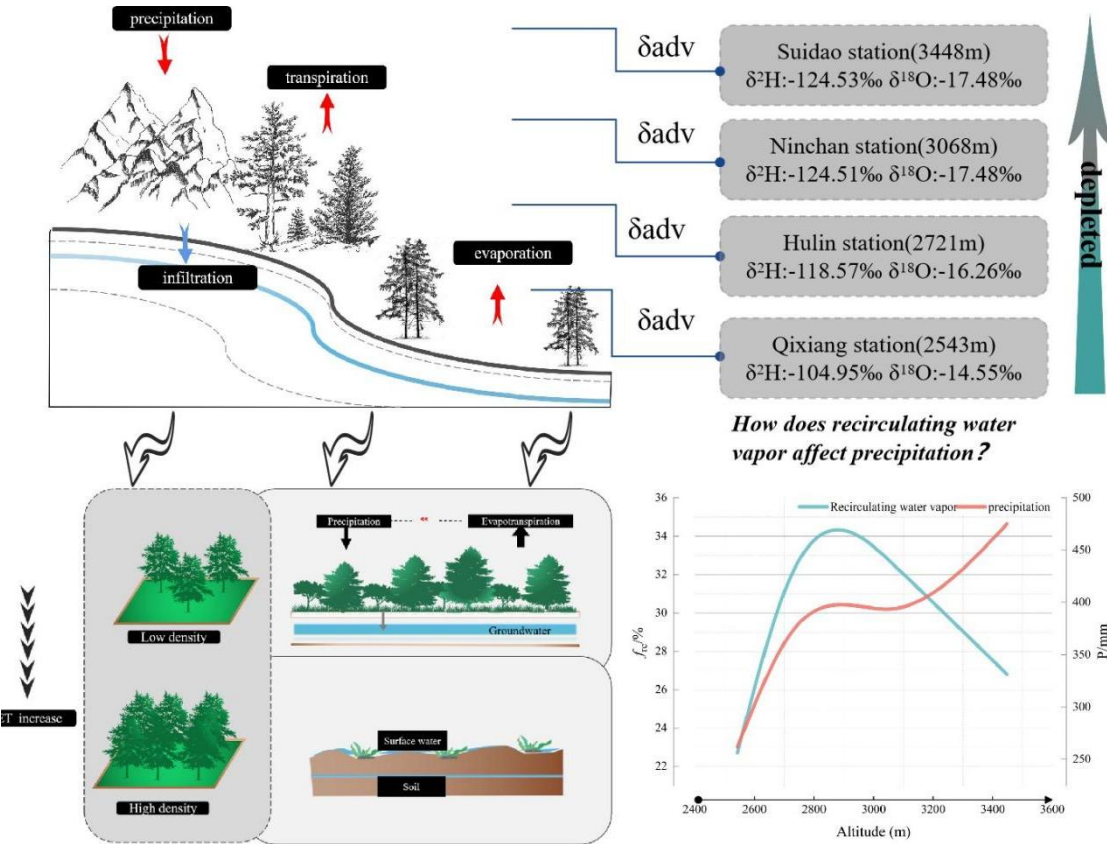 precipitation
transpiration
infiltration
evaporation
δadv
Suidao station(3448m)
δ²H:-124.53‰ δ¹⁸O:-17.48‰
δadv
Ninchan station(3068m)
δ²H:-124.51‰ δ¹⁸O:-17.48‰
δadv
Hulin station(2721m)
δ²H:-118.57‰ δ¹⁸O:-16.26‰
δadv
Qixiang station(2543m)
δ²H:-104.95‰ δ¹⁸O:-14.55‰
depleted
How does recirculating water
vapor affect precipitation?
Low density
High density
ET increase
Precipitation
Evapotranspiration
Groundwater
Surface water
Soil
Recirculating water vapor
precipitation
36
34
32
30
28
26
24
22
frc/%
500
450
400
350
300
250
P/mm
2400 2600 2800 3000 3200 3400 3600
Altitude (m)